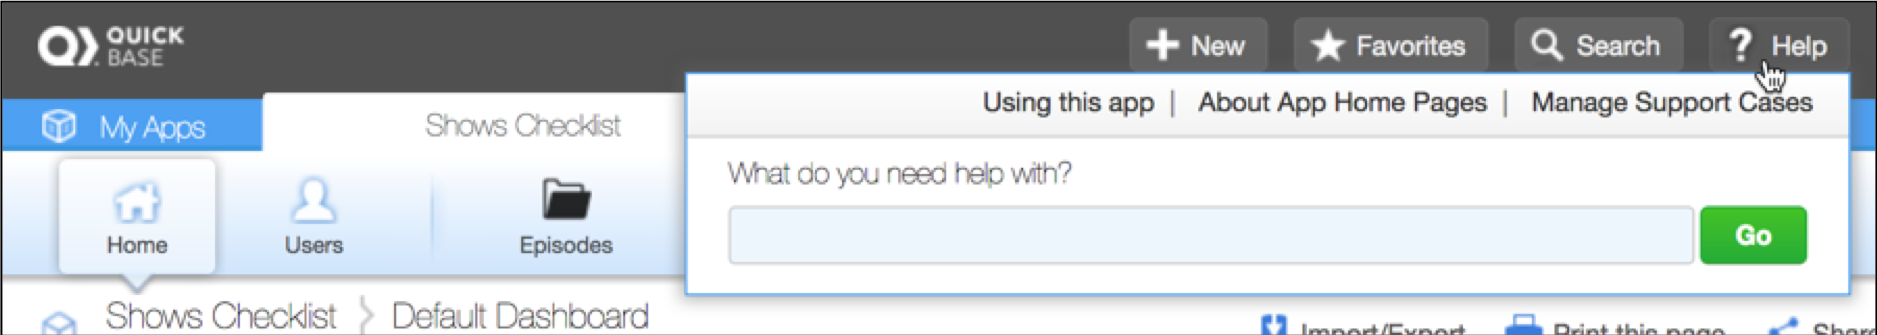 QUICK
BASE
New
Favorites
Search
? Help
Using this app | About App Home Pages | Manage Support Cases
My Apps
Shows Checklist
What do you need help with?
Go
Home
Users
Episodes
Shows Checklist
Default Dashboard
Import/Export
Print this page
Share